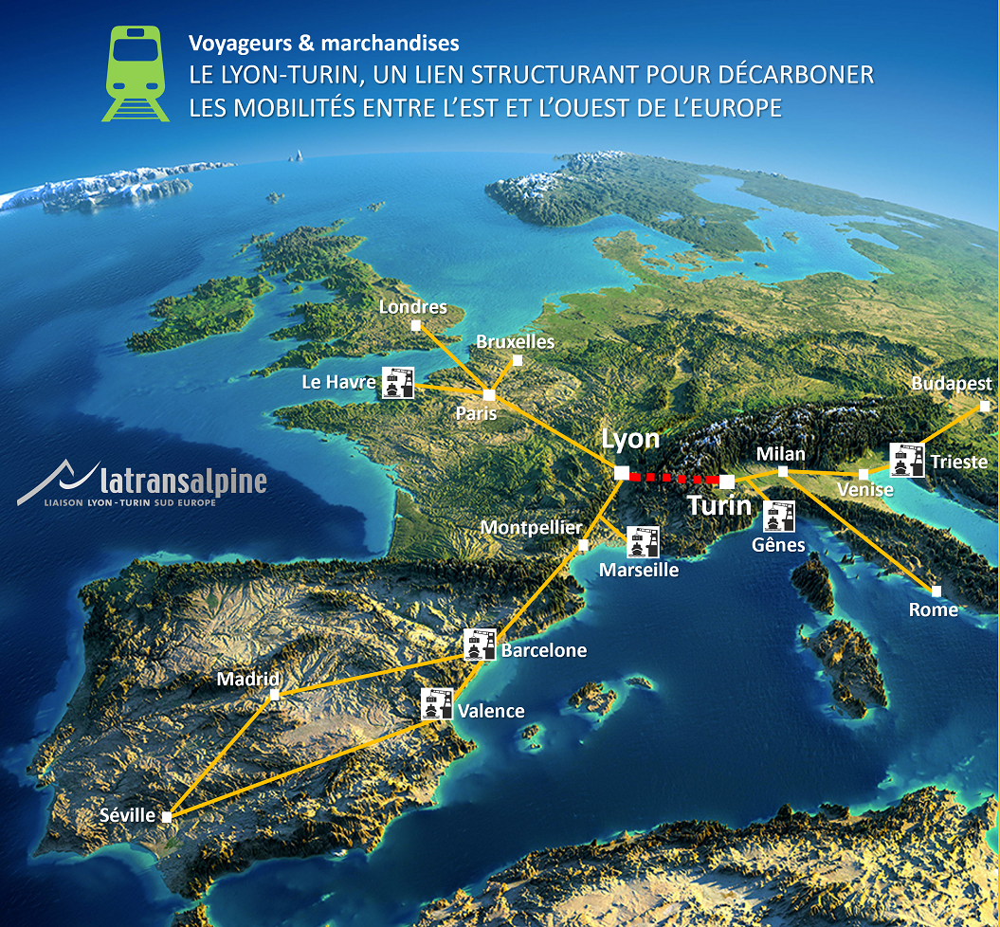 Voyageurs & marchandises
LE LYON-TURIN, UN LIEN STRUCTURANT POUR DÉCARBONER
LES MOBILITÉS ENTRE L’EST ET L’OUEST DE L’EUROPE
Londres
Bruxelles
Le Havre
Paris
Budapest
Lyon
Milan
Trieste
latransalpine
LIAISON LYON - TURIN SUD EUROPE
Venise
Turin
Montpellier
Gênes
Marseille
Rome
Barcelone
Madrid
Valence
Séville